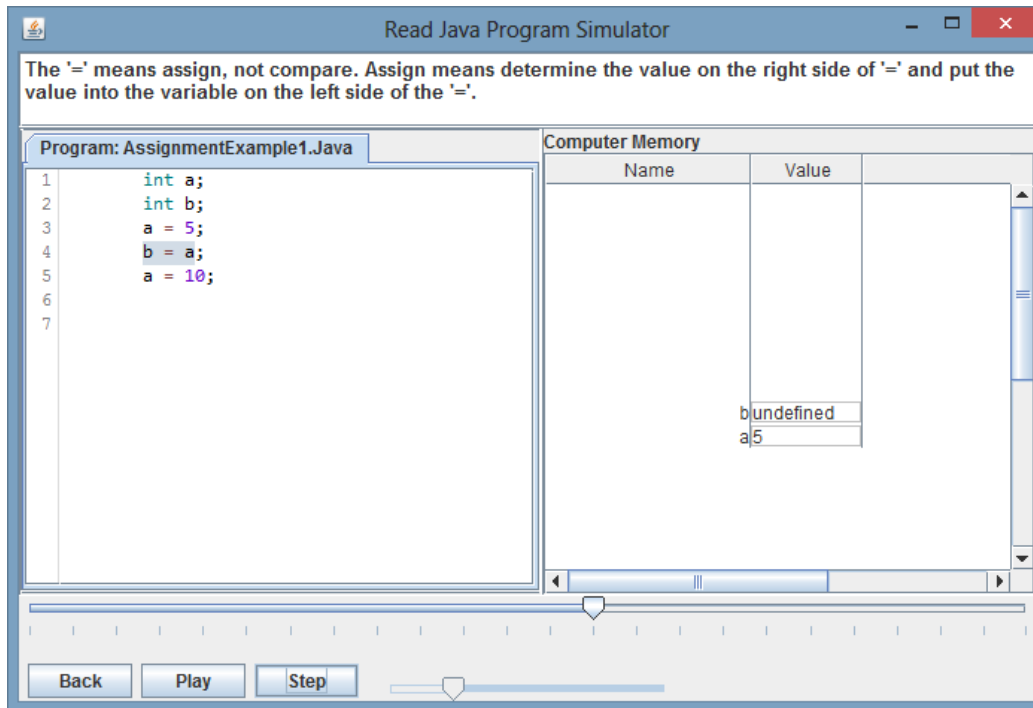 Read Java Program Simulator
The '=' means assign, not compare. Assign means determine the value on the right side of '=' and put the
value into the variable on the left side of the '='.
Program: AssignmentExample1.Java
Computer Memory
Name Value
1 int a;
2 int b;
3 a = 5;
4 b = a;
5 a = 10;
6
7
b undefined
a 5
Back Play Step